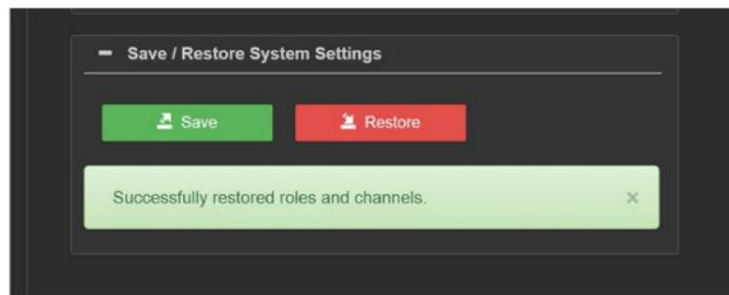 Save / Restore System Settings
Save
Restore
Successfully restored roles and channels.
×